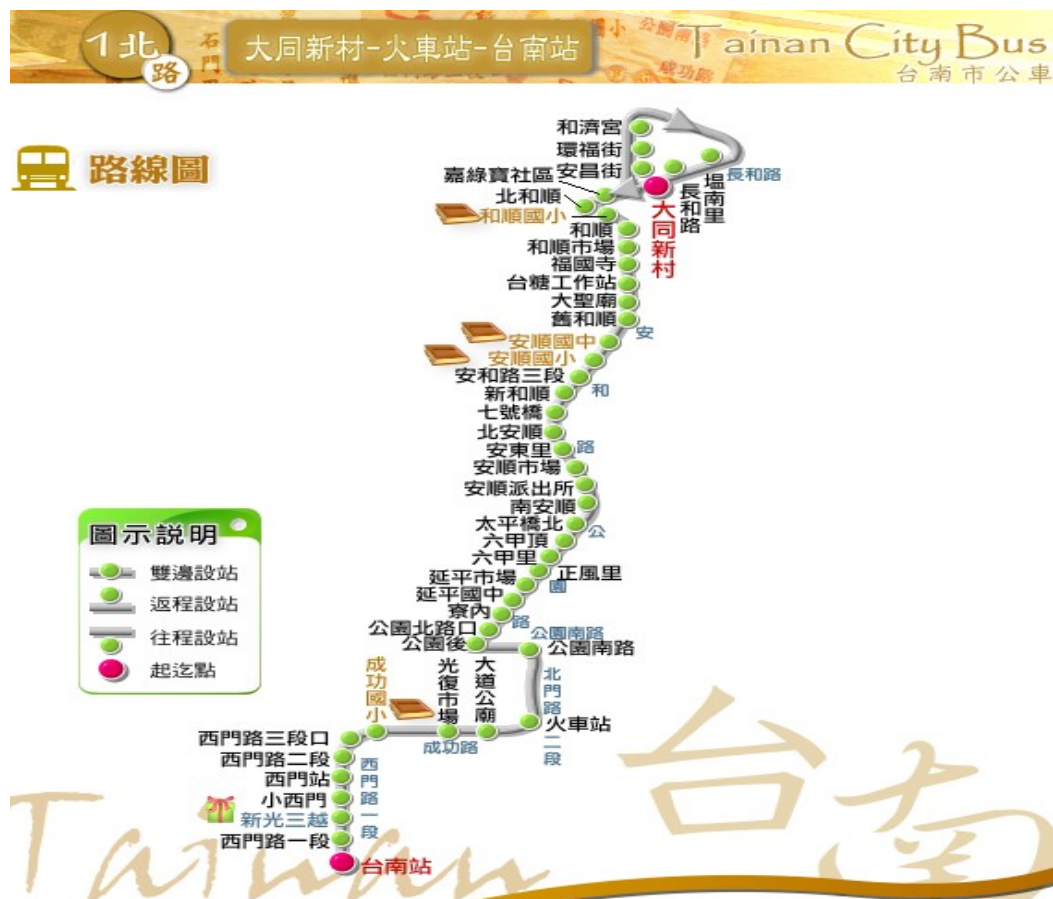 1北
路
大同新材-火車站-台南站
Tainan City Bus
台南市公車
路線圖
和濟宮
環福街
安昌街
嘉綠寶社區
北和順
和順國小
大同新村
長和路
塭南里
長和路
和順
和順市場
福國寺
台糖工作站
大聖廟
舊和順
安順國中
安順國小
安和路三段
新和順
七號橋
北安順
安東里
安順市場
安順派出所
南安順
太平橋北
六甲頂
六甲里
正風里
延平市場
延平國中
寮內
公園北路口
公園後
安
和
路
公
園
路
公園南路
公園南路
北門路二段
火車站
大道公廟
光復市場
成功國小
成功路
西門路三段口
西門路二段
西門站
小西門
新光三越
西門路一段
西門路一段
台南站
圖示説明
雙邊設站
返程設站
往程設站
起迄點
Tainan
台南